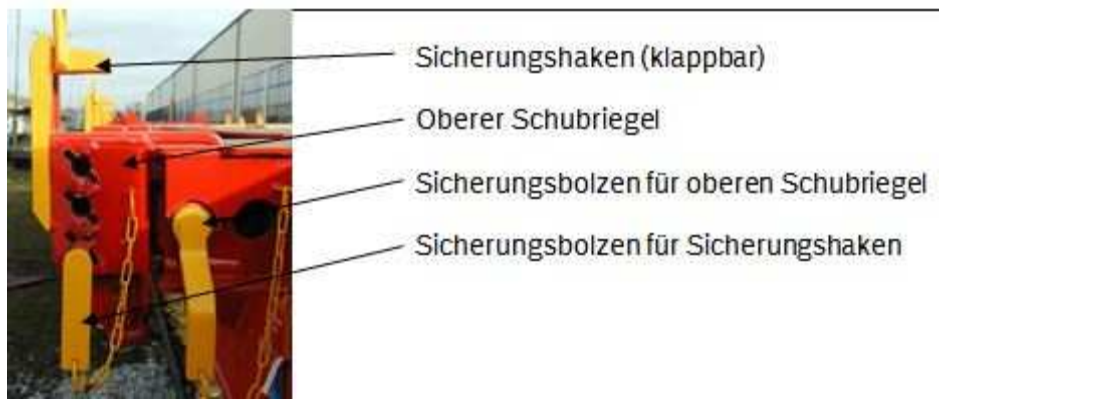 Sicherungshaken (klappbar)
Oberer Schubriegel
Sicherungsbolzen für oberen Schubriegel
Sicherungsbolzen für Sicherungshaken